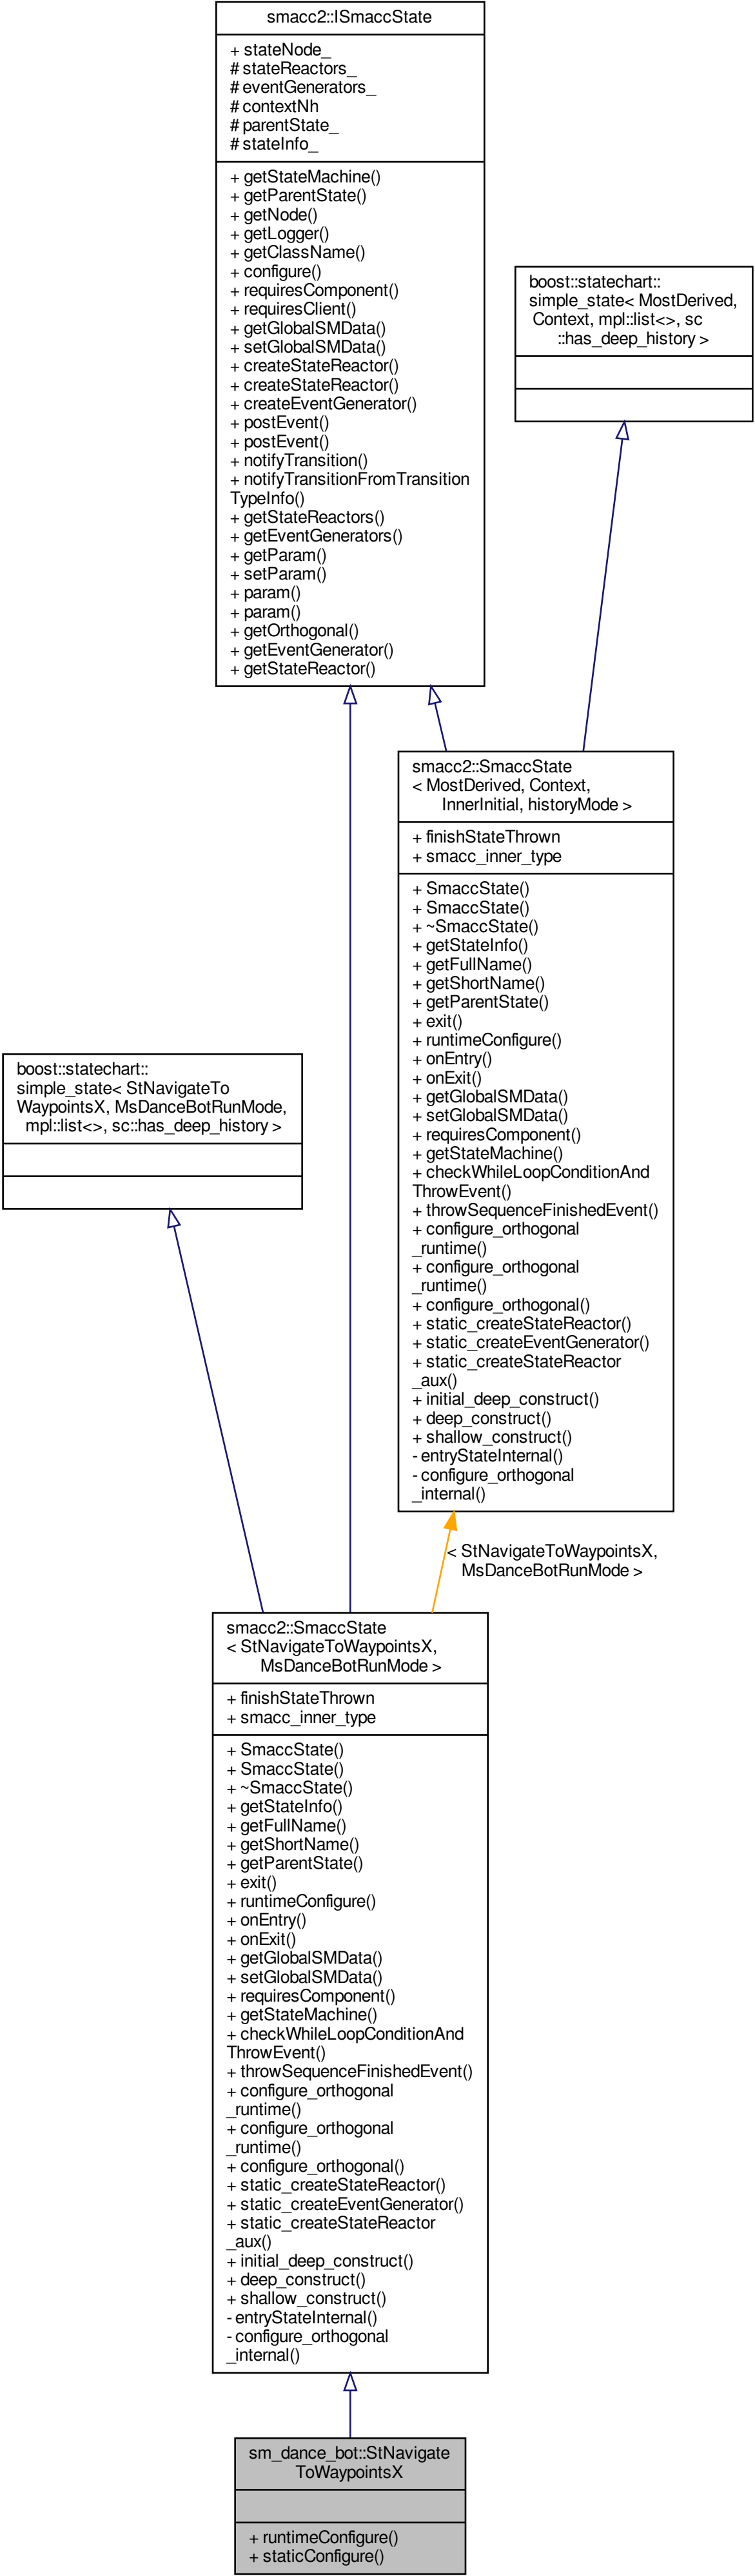 smacc2::ISmaccState
+ stateNode_
# stateReactors_
# eventGenerators_
# contextNh
# parentState_
# stateInfo_
+ getStateMachine()
+ getParentState()
+ getNode()
+ getLogger()
+ getClassName()
+ configure()
+ requiresComponent()
+ requiresClient()
+ getGlobalSMData()
+ setGlobalSMData()
+ createStateReactor()
+ createStateReactor()
+ createEventGenerator()
+ postEvent()
+ postEvent()
+ notifyTransition()
+ notifyTransitionFromTransition
TypeInfo()
+ getStateReactors()
+ getEventGenerators()
+ getParam()
+ setParam()
+ param()
+ param()
+ getOrthogonal()
+ getEventGenerator()
+ getStateReactor()
boost::statechart::
simple_state< MostDerived,
Context, mpl::list<>, sc
::has_deep_history >
smacc2::SmaccState
< MostDerived, Context,
InnerInitial, historyMode >
+ finishStateThrown
+ smacc_inner_type
+ SmaccState()
+ SmaccState()
+ ~SmaccState()
+ getStateInfo()
+ getFullName()
+ getShortName()
+ getParentState()
+ exit()
+ runtimeConfigure()
+ onEntry()
+ onExit()
+ getGlobalSMData()
+ setGlobalSMData()
+ requiresComponent()
+ getStateMachine()
+ checkWhileLoopConditionAnd
ThrowEvent()
+ throwSequenceFinishedEvent()
+ configure_orthogonal
_runtime()
+ configure_orthogonal
_runtime()
+ configure_orthogonal()
+ static_createStateReactor()
+ static_createEventGenerator()
+ static_createStateReactor
_aux()
+ initial_deep_construct()
+ deep_construct()
+ shallow_construct()
- entryStateInternal()
- configure_orthogonal
_internal()
boost::statechart::
simple_state< StNavigateTo
WaypointsX, MsDanceBotRunMode,
mpl::list<>, sc::has_deep_history >
< StNavigateToWaypointsX,
MsDanceBotRunMode >
smacc2::SmaccState
< StNavigateToWaypointsX,
MsDanceBotRunMode >
+ finishStateThrown
+ smacc_inner_type
+ SmaccState()
+ SmaccState()
+ ~SmaccState()
+ getStateInfo()
+ getFullName()
+ getShortName()
+ getParentState()
+ exit()
+ runtimeConfigure()
+ onEntry()
+ onExit()
+ getGlobalSMData()
+ setGlobalSMData()
+ requiresComponent()
+ getStateMachine()
+ checkWhileLoopConditionAnd
ThrowEvent()
+ throwSequenceFinishedEvent()
+ configure_orthogonal
_runtime()
+ configure_orthogonal
_runtime()
+ configure_orthogonal()
+ static_createStateReactor()
+ static_createEventGenerator()
+ static_createStateReactor
_aux()
+ initial_deep_construct()
+ deep_construct()
+ shallow_construct()
- entryStateInternal()
- configure_orthogonal
_internal()
sm_dance_bot::StNavigate
ToWaypointsX
+ runtimeConfigure()
+ staticConfigure()